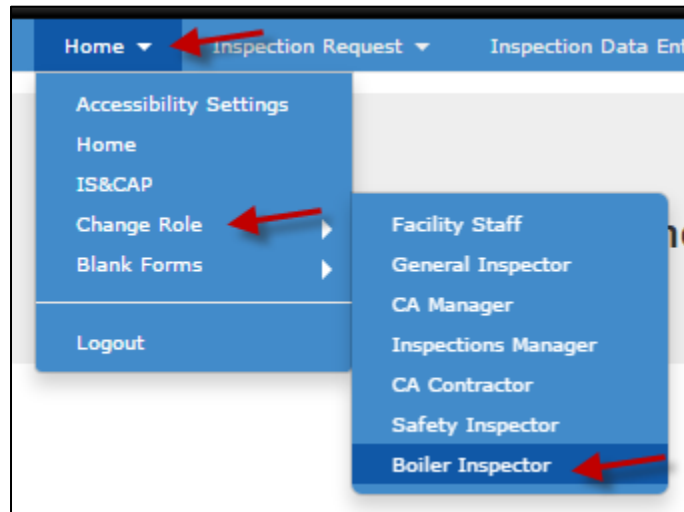 Home Inspection Request Inspection Data Ent
Accessibility Settings
Home
IS&CAP
Change Role
Blank Forms
Logout
Facility Staff
General Inspector
CA Manager
Inspections Manager
CA Contractor
Safety Inspector
Boiler Inspector